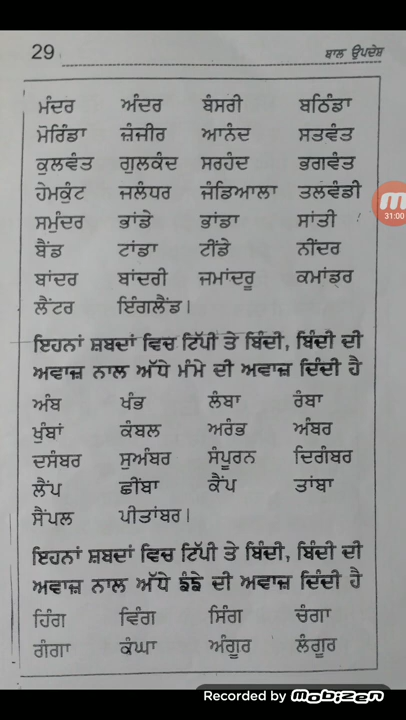 29 ਬਾਲ ਉਪਦੇਸ਼
ਮੰਦਰ ਅੰਦਰ ਬੰਸਰੀ ਬਠਿੰਡਾ
ਮੋਰਿੰਡਾ ਜ਼ੰਜੀਰ ਆਨੰਦ ਸਤਵੰਤ
ਕੁਲਵੰਤ ਗੁਲਕੰਦ ਸਰਹੰਦ ਭਗਵੰਤ
ਹੇਮਕੁੰਟ ਜਲੰਧਰ ਜੰਡਿਆਲਾ ਤਲਵੰਡੀ
ਸਮੁੰਦਰ ਭਾਂਡੇ ਭਾਂਡਾ ਸਾਂਤੀ
ਬੈਂਡ ਟਾਂਡਾ ਟੀਂਡੇ ਨੀਂਦਰ
ਬਾਂਦਰ ਬਾਂਦਰੀ ਜਮਾਂਦਰੂ ਕਮਾਂਡਰ
ਲੈਂਟਰ ਇੰਗਲੈਂਡ।
ਇਹਨਾਂ ਸ਼ਬਦਾਂ ਵਿਚ ਟਿੱਪੀ ਤੇ ਬਿੰਦੀ, ਬਿੰਦੀ ਦੀ
ਅਵਾਜ਼ ਨਾਲ ਅੱਧੇ ਮੰਮੇ ਦੀ ਅਵਾਜ਼ ਦਿੰਦੀ ਹੈ
ਅੰਬ ਖੰਭ ਲੰਬਾ ਰੰਬਾ
ਖੁੰਬਾਂ ਕੰਬਲ ਅਰੰਭ ਅੰਬਰ
ਦਸੰਬਰ ਸੁਅੰਬਰ ਸੰਪੂਰਨ ਦਿਗੰਬਰ
ਲੈਂਪ ਛੀਂਬਾ ਕੈਂਪ ਤਾਂਬਾ
ਸੈਂਪਲ ਪੀਤਾਂਬਰ।
ਇਹਨਾਂ ਸ਼ਬਦਾਂ ਵਿਚ ਟਿੱਪੀ ਤੇ ਬਿੰਦੀ, ਬਿੰਦੀ ਦੀ
ਅਵਾਜ਼ ਨਾਲ ਅੱਧੇ ਙੰਙੇ ਦੀ ਅਵਾਜ਼ ਦਿੰਦੀ ਹੈ
ਹਿੰਗ ਵਿੰਗ ਸਿੰਗ ਚੰਗਾ
ਗੰਗਾ ਕੰਘਾ ਅੰਗੂਰ ਲੰਗੂਰ
31:00
Recorded by Mobizen